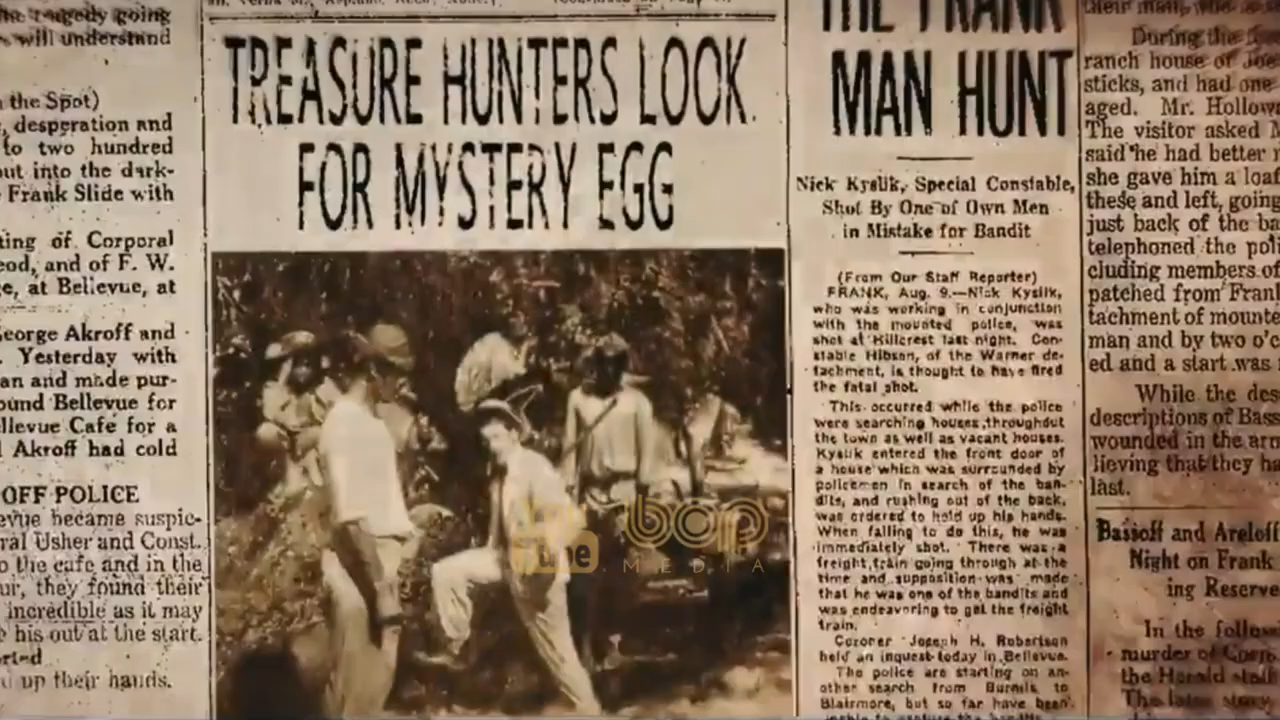 the Spot)
desperation and
to two hundred
out into the dark-
Frank Slide with
ting of Corporal
and of F. W.
at Bellevue, at
George Akroff and
Yesterday with
an and made pur-
ound Bellevue for
ellevue Cafe for a
Akroff had cold
OFF POLICE
became suspic-
ral Usher and Const.
o the cafe and in the
ur, they found their
incredible as it may
his out at the start.
up their hands.
TREASURE HUNTERS LOOK
FOR MYSTERY EGG
THE FRANK
MAN HUNT
Nick Kyslik, Special Constable,
Shot By One of Own Men
in Mistake for Bandit
(From Our Staff Reporter)
FRANK, Aug. 9.—Nick Kyslik,
who was working in conjunction
with the mounted police, was
shot at Hillcrest last night. Con-
stable Hibson, of the Warner de-
tachment, is thought to have fired
the fatal shot.
This occurred while the police
were searching houses throughout
the town as well as vacant houses.
Kyslik entered the front door of
a house which was surrounded by
policemen in search of the ban-
dits, and rushing out of the back,
was ordered to hold up his hands.
When failing to do this, he was
immediately shot. There was a
freight train going through at the
time and supposition was made
that he was one of the bandits and
was endeavoring to get the freight
train.
Coroner Joseph H. Robertson
held an inquest today in Bellevue.
The police are starting on an-
other search from Burmis to
Blairmore, but so far have been
During the
ranch house of Joe
sticks, and had one
aged. Mr. Hollow
The visitor asked
said he had better
she gave him a loaf
these and left, going
just back of the ba
telephoned the poli
cluding members of
patched from Frank
tachment of mounte
man and by two o'c
ed and a start was
While the des
descriptions of Bass
wounded in the arm
lieving that they ha
last.
Bassoff and Areloff
Night on Frank
ing Reserve
In the follow
murder of Corp.
the Herald staff
The later story
Tube
bap
MEDIA